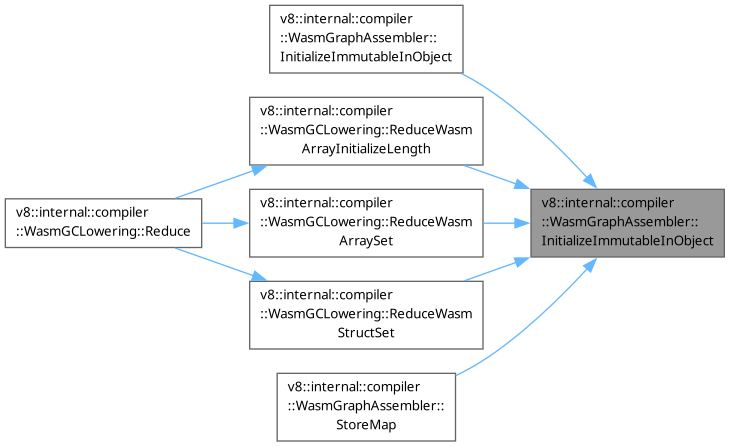 v8::internal::compiler
::WasmGraphAssembler::
InitializeImmutableInObject
v8::internal::compiler
::WasmGCLowering::ReduceWasm
ArrayInitializeLength
v8::internal::compiler
::WasmGCLowering::Reduce
v8::internal::compiler
::WasmGCLowering::ReduceWasm
ArraySet
v8::internal::compiler
::WasmGraphAssembler::
InitializeImmutableInObject
v8::internal::compiler
::WasmGCLowering::ReduceWasm
StructSet
v8::internal::compiler
::WasmGraphAssembler::
StoreMap